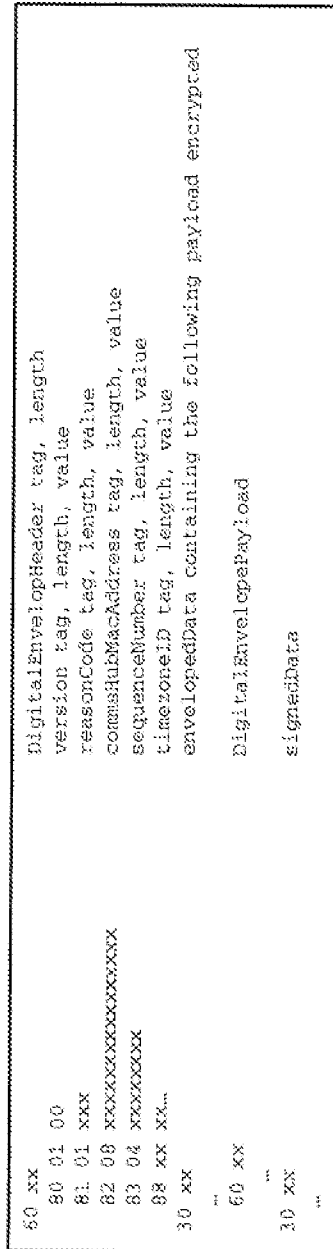 60 xx DigitalEnvelopHeader tag, length
80 01 00 version tag, length, value
81 01 xxx reasonCode tag, length, value
82 08 xxxxxxxxxxxxxxxx commsHubMacAddress tag, length, value
83 04 xxxxxxxx sequenceNumber tag, length, value
88 xx xx… timezoneID tag, length, value
30 xx envelopedData containing the following payload encrypted
…
60 xx DigitalEnvelopePayload
…
30 xx signedData
…